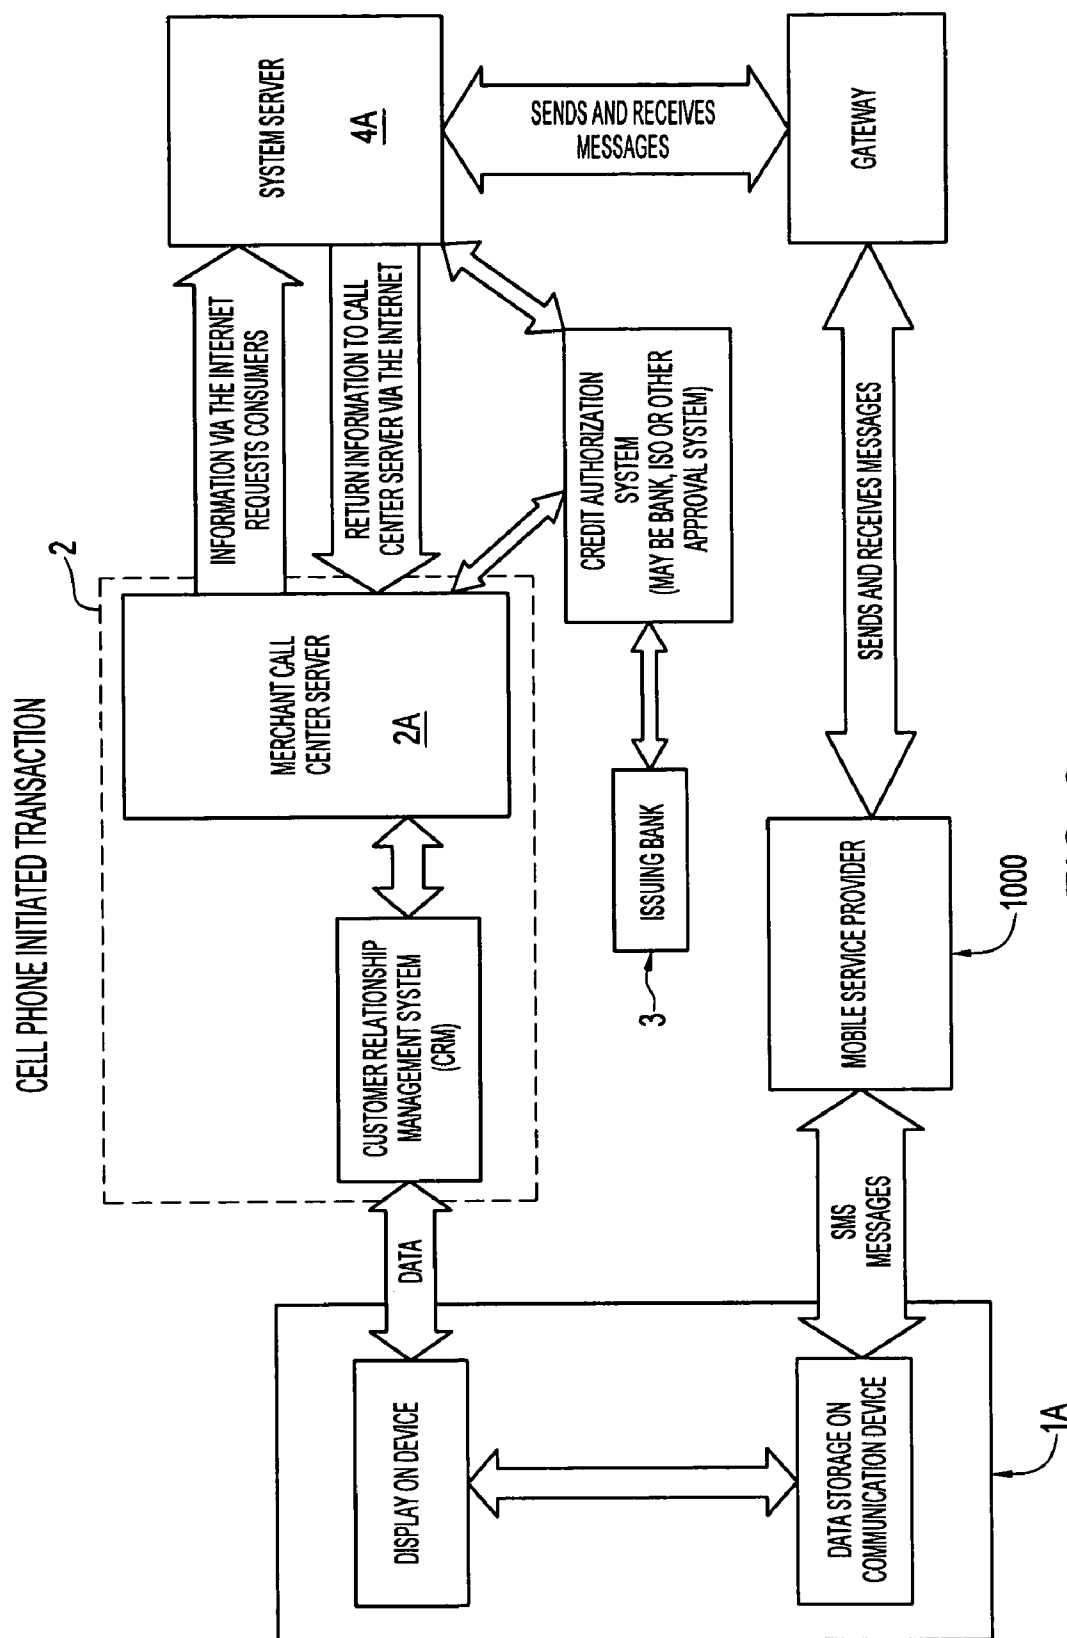 CELL PHONE INITIATED TRANSACTION
2
MERCHANT CALL
CENTER SERVER
2A
CUSTOMER RELATIONSHIP
MANAGEMENT SYSTEM
(CRM)
INFORMATION VIA THE INTERNET
REQUESTS CONSUMERS
RETURN INFORMATION TO CALL
CENTER SERVER VIA THE INTERNET
SYSTEM SERVER
4A
DATA
DISPLAY ON DEVICE
CREDIT AUTHORIZATION
SYSTEM
(MAY BE BANK, ISO OR OTHER
APPROVAL SYSTEM)
ISSUING BANK
3
SENDS AND RECEIVES
MESSAGES
GATEWAY
SENDS AND RECEIVES MESSAGES
MOBILE SERVICE PROVIDER
1000
SMS
MESSAGES
DATA STORAGE ON
COMMUNICATION DEVICE
1A